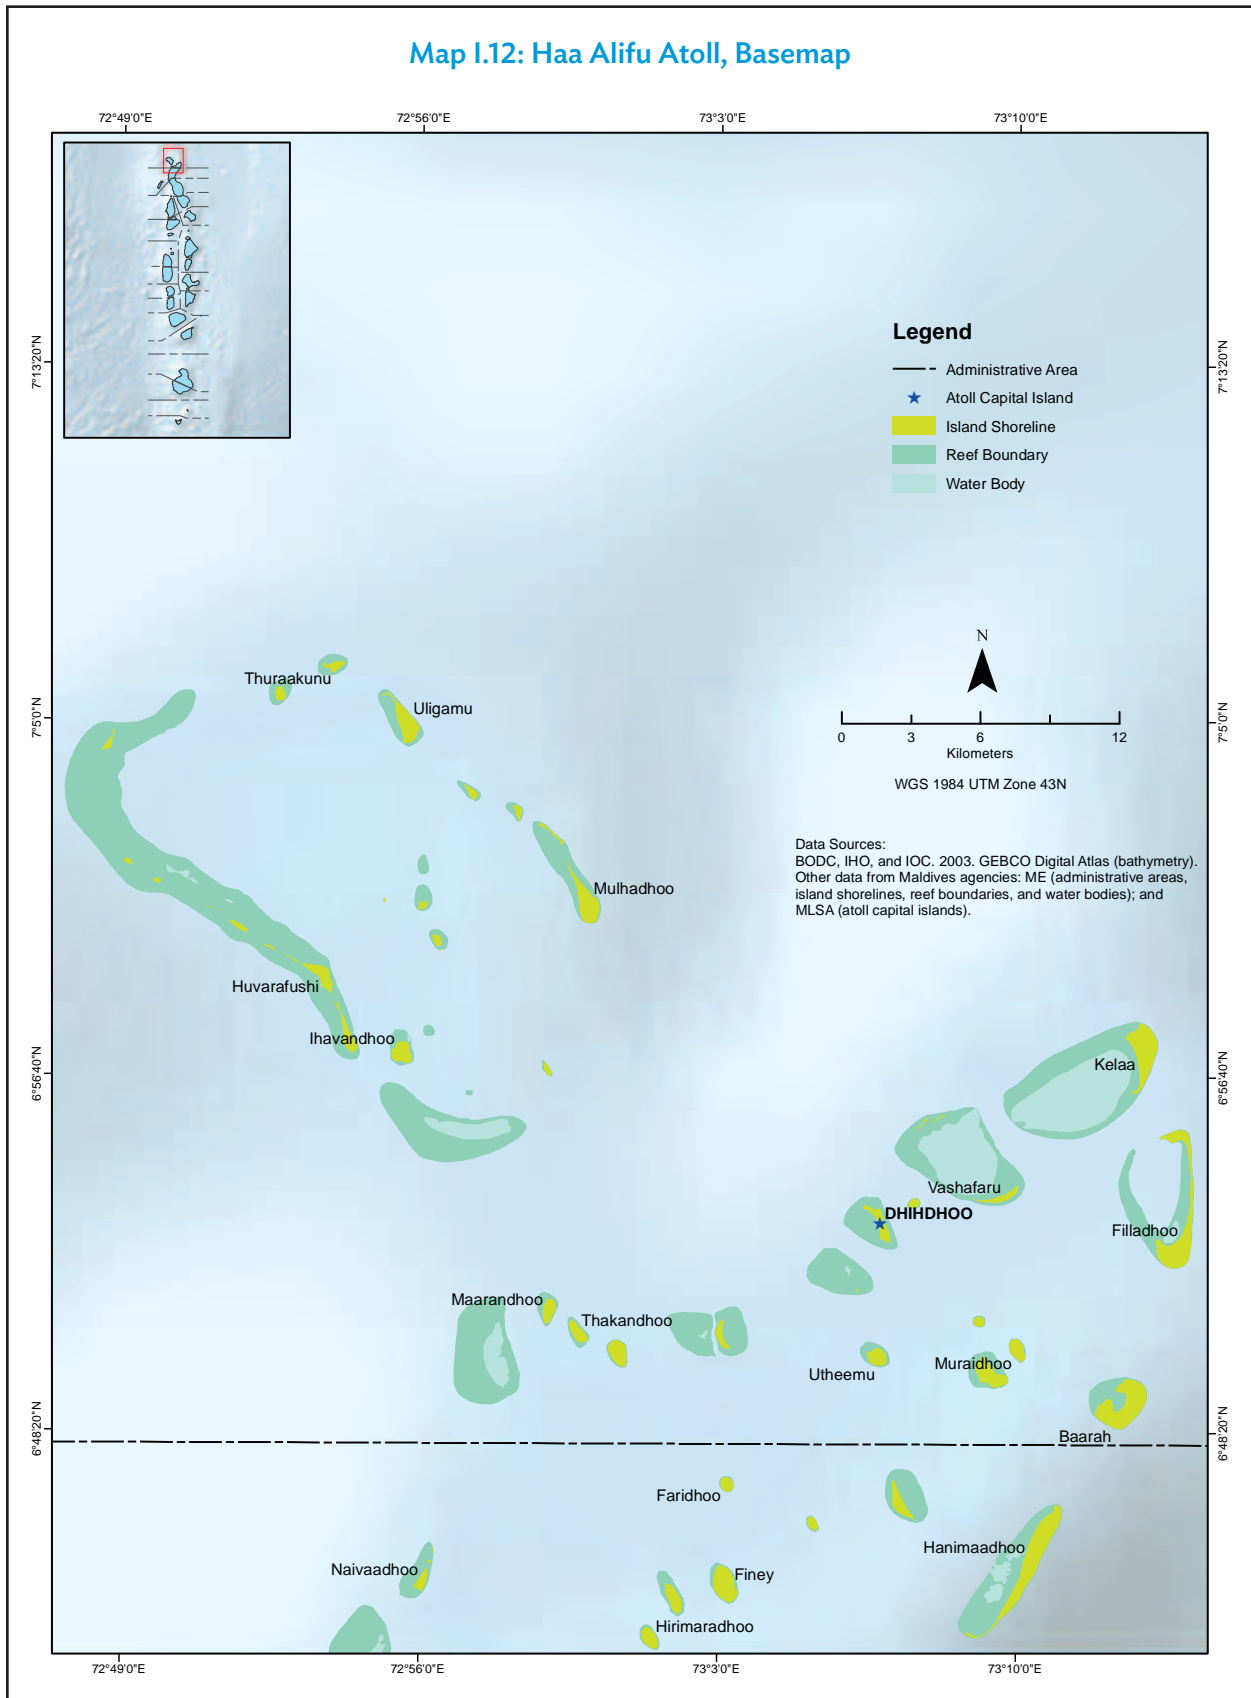 Map I.12: Haa Alifu Atoll, Basemap
72°49'0"E
72°56'0"E
73°3'0"E
73°10'0"E
7°13'20"N
7°13'20"N
Legend
Administrative Area
Atoll Capital Island
Island Shoreline
Reef Boundary
Water Body
N
0
3
6
12
Kilometers
WGS 1984 UTM Zone 43N
Thuraakunu
Uligamu
7°5'0"N
7°5'0"N
Data Sources:
BODC, IHO, and IOC. 2003. GEBCO Digital Atlas (bathymetry).
Other data from Maldives agencies: ME (administrative areas,
island shorelines, reef boundaries, and water bodies); and
MLSA (atoll capital islands).
Mulhadhoo
Huvarafushi
Ihavandhoo
Kelaa
6°56'40"N
6°56'40"N
Vashafaru
DHIHDHOO
Filladhoo
Maarandhoo
Thakandhoo
Utheemu
Muraidhoo
Baarah
6°48'20"N
6°48'20"N
Faridhoo
Hanimaadhoo
Naivaadhoo
Finey
Hirimaradhoo
72°49'0"E
72°56'0"E
73°3'0"E
73°10'0"E